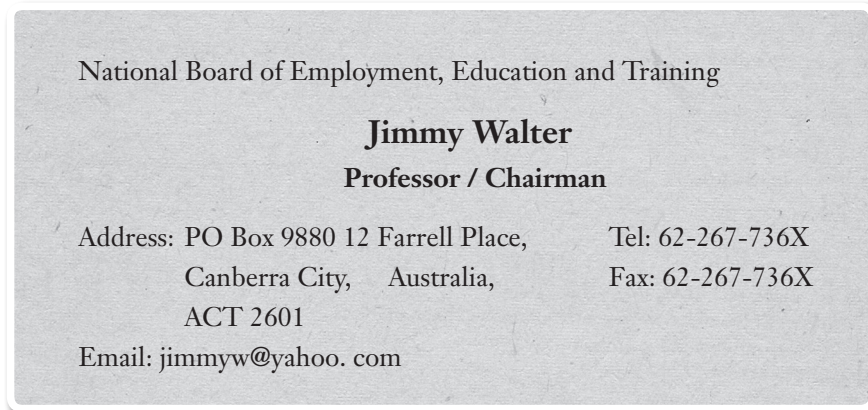 National Board of Employment, Education and Training
Jimmy Walter
Professor / Chairman
Address: PO Box 9880 12 Farrell Place, Tel: 62-267-736X
Canberra City, Australia, Fax: 62-267-736X
ACT 2601
Email: jimmyw@yahoo. com